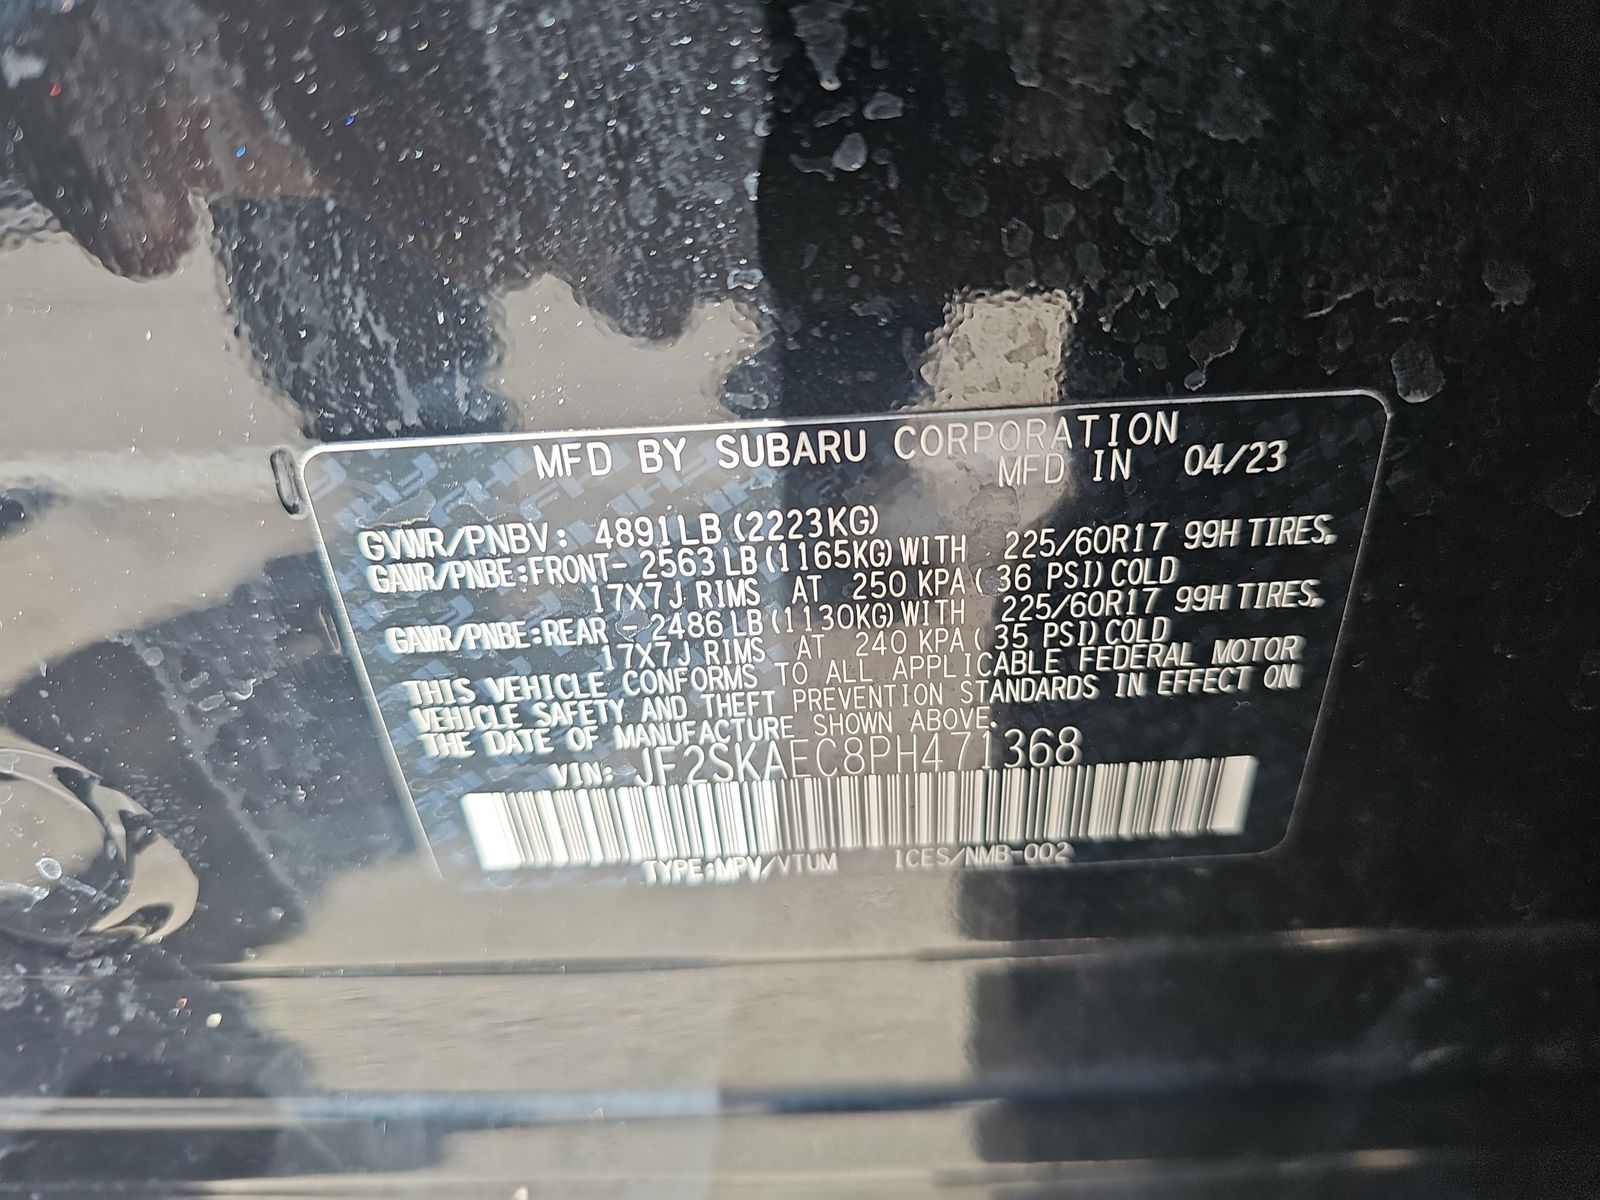 MFD BY SUBARU CORPORATION
MFD IN 04/23
GVWR/PNBV: 4891LB(2223KG)
GAWR/PNBE:FRONT- 2563LB(1165KG)WITH 225/60R17 99H TIRES,
17X7J RIMS AT 250 KPA( 36 PSI)COLD
GAWR/PNBE:REAR - 2486LB(1130KG)WITH 225/60R17 99H TIRES,
17X7J RIMS AT 240 KPA( 35 PSI)COLD
THIS VEHICLE CONFORMS TO ALL APPLICABLE FEDERAL MOTOR
VEHICLE SAFETY AND THEFT PREVENTION STANDARDS IN EFFECT ON
THE DATE OF MANUFACTURE SHOWN ABOVE.
VIN: JF2SKAEC8PH471368
TYPE:MPV/VTUM ICES/NMB-002